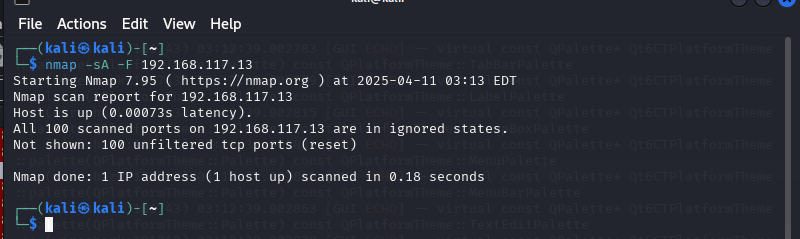 kali@kali
File Actions Edit View Help
┌──(kali㉿kali)-[~]
└─$ nmap -sA -F 192.168.117.13
Starting Nmap 7.95 ( https://nmap.org ) at 2025-04-11 03:13 EDT
Nmap scan report for 192.168.117.13
Host is up (0.00073s latency).
All 100 scanned ports on 192.168.117.13 are in ignored states.
Not shown: 100 unfiltered tcp ports (reset)
Nmap done: 1 IP address (1 host up) scanned in 0.18 seconds
┌──(kali㉿kali)-[~]
└─$